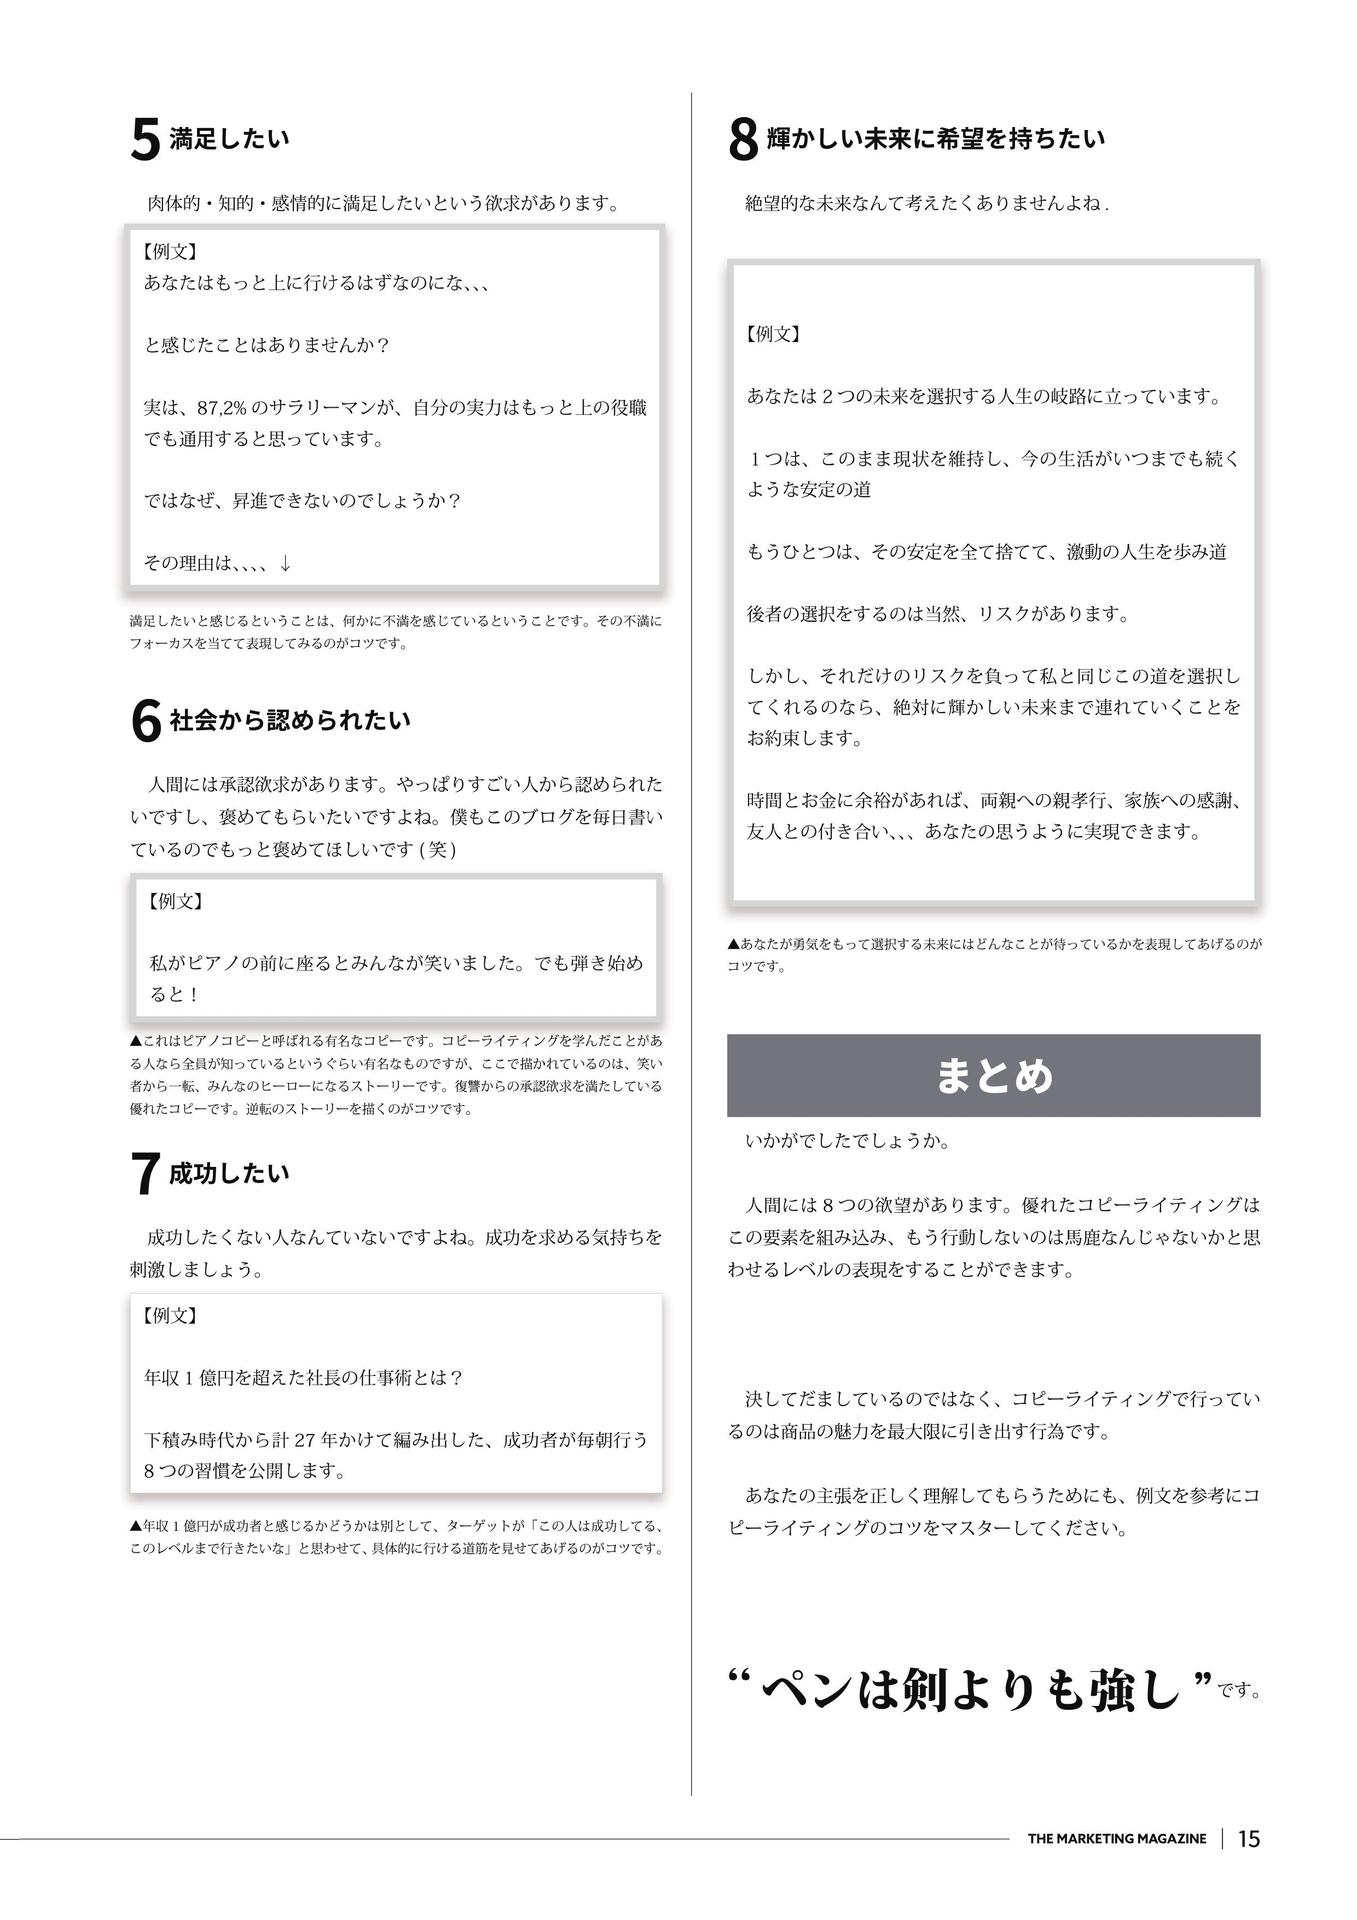 5 満足したい
肉体的・知的・感情的に満足したいという欲求があります。
【例文】
あなたはもっと上に行けるはずなのにな、、、
と感じたことはありませんか？
実は、87,2% のサラリーマンが、自分の実力はもっと上の役職
でも通用すると思っています。
ではなぜ、昇進できないのでしょうか？
その理由は、、、、↓
満足したいと感じるということは、何かに不満を感じているということです。その不満に
フォーカスを当てて表現してみるのがコツです。
6 社会から認められたい
人間には承認欲求があります。やっぱりすごい人から認められた
いですし、褒めてもらいたいですよね。僕もこのブログを毎日書い
ているのでもっと褒めてほしいです ( 笑 )
【例文】
私がピアノの前に座るとみんなが笑いました。でも弾き始め
ると！
▲これはピアノコピーと呼ばれる有名なコピーです。コピーライティングを学んだことがあ
る人なら全員が知っているというぐらい有名なものですが、ここで描かれているのは、笑い
者から一転、みんなのヒーローになるストーリーです。復讐からの承認欲求を満たしている
優れたコピーです。逆転のストーリーを描くのがコツです。
7 成功したい
成功したくない人なんていないですよね。成功を求める気持ちを
刺激しましょう。
【例文】
年収 1 億円を超えた社長の仕事術とは？
下積み時代から計 27 年かけて編み出した、成功者が毎朝行う
8 つの習慣を公開します。
▲年収 1 億円が成功者と感じるかどうかは別として、ターゲットが「この人は成功してる、
このレベルまで行きたいな」と思わせて、具体的に行ける道筋を見せてあげるのがコツです。
8 輝かしい未来に希望を持ちたい
絶望的な未来なんて考えたくありませんよね .
【例文】
あなたは 2 つの未来を選択する人生の岐路に立っています。
１つは、このまま現状を維持し、今の生活がいつまでも続く
ような安定の道
もうひとつは、その安定を全て捨てて、激動の人生を歩み道
後者の選択をするのは当然、リスクがあります。
しかし、それだけのリスクを負って私と同じこの道を選択し
てくれるのなら、絶対に輝かしい未来まで連れていくことを
お約束します。
時間とお金に余裕があれば、両親への親孝行、家族への感謝、
友人との付き合い、、、あなたの思うように実現できます。
▲あなたが勇気をもって選択する未来にはどんなことが待っているかを表現してあげるのが
コツです。
まとめ
いかがでしたでしょうか。
人間には 8 つの欲望があります。優れたコピーライティングは
この要素を組み込み、もう行動しないのは馬鹿なんじゃないかと思
わせるレベルの表現をすることができます。
決してだましているのではなく、コピーライティングで行ってい
るのは商品の魅力を最大限に引き出す行為です。
あなたの主張を正しく理解してもらうためにも、例文を参考にコ
ピーライティングのコツをマスターしてください。
“ ペンは剣よりも強し ” です。
THE MARKETING MAGAZINE | 15